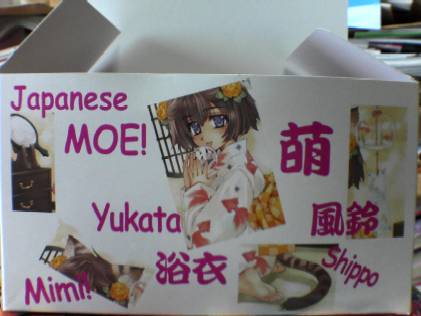 Japanese
MOE!
萌
Yukata
風鈴
浴衣
Shippo
Mimi!